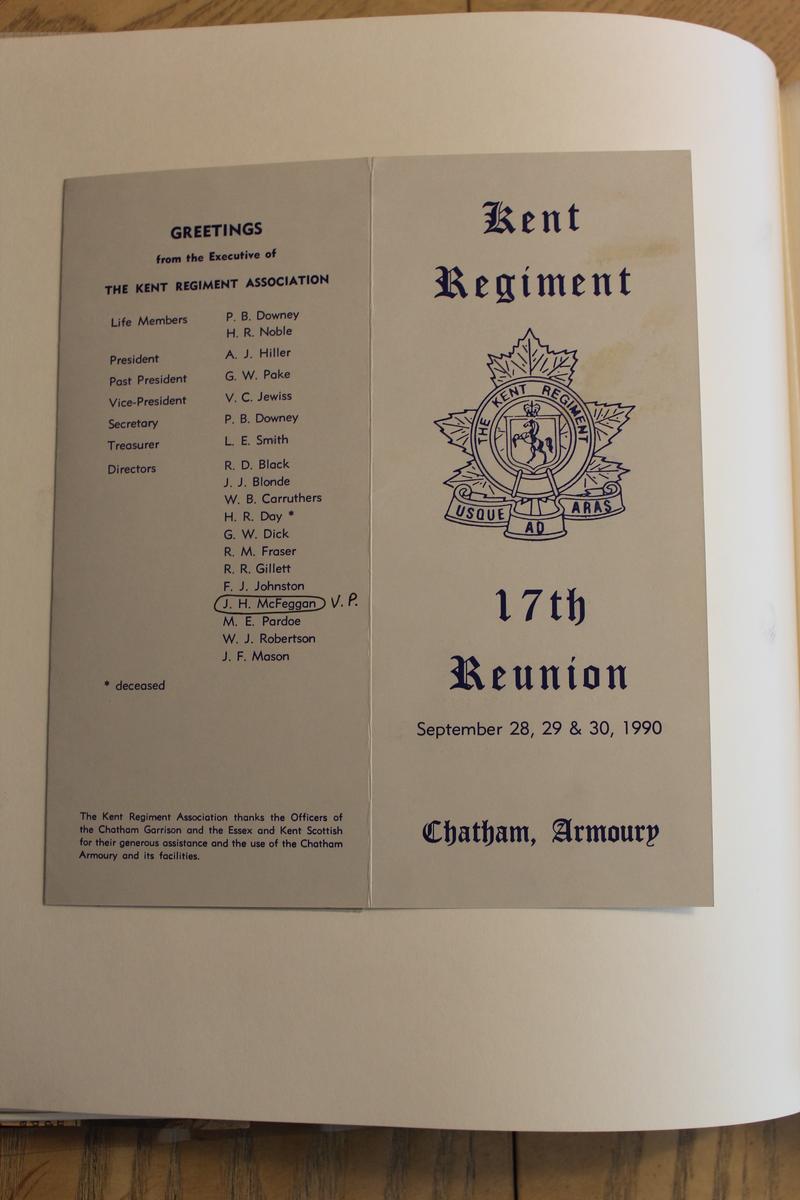 GREETINGS
from the Executive of
THE KENT REGIMENT ASSOCIATION
Life Members P. B. Downey
H. R. Noble
President A. J. Hiller
Past President G. W. Pake
Vice-President V. C. Jewiss
Secretary P. B. Downey
Treasurer L. E. Smith
Directors R. D. Black
J. J. Blonde
W. B. Carruthers
H. R. Day *
G. W. Dick
R. M. Fraser
R. R. Gillett
F. J. Johnston
J. H. McFeggan V. P.
M. E. Pardoe
W. J. Robertson
J. F. Mason
* deceased
The Kent Regiment Association thanks the Officers of
the Chatham Garrison and the Essex and Kent Scottish
for their generous assistance and the use of the Chatham
Armoury and its facilities.
Kent
Regiment
THE KENT REGIMENT
USQUE AD ARAS
17th
Reunion
September 28, 29 & 30, 1990
Chatham, Armoury